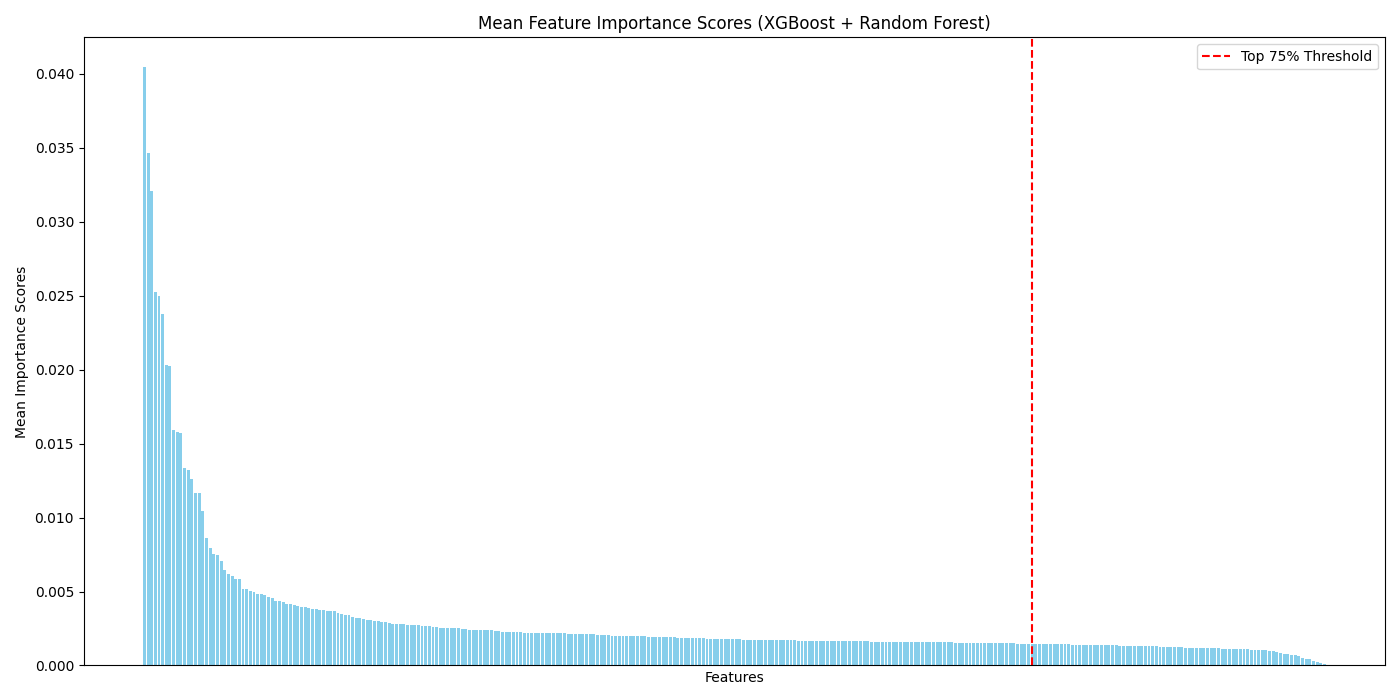 Mean Feature Importance Scores (XGBoost + Random Forest)
Top 75% Threshold
Mean Importance Scores
0.040
0.035
0.030
0.025
0.020
0.015
0.010
0.005
0.000
Features